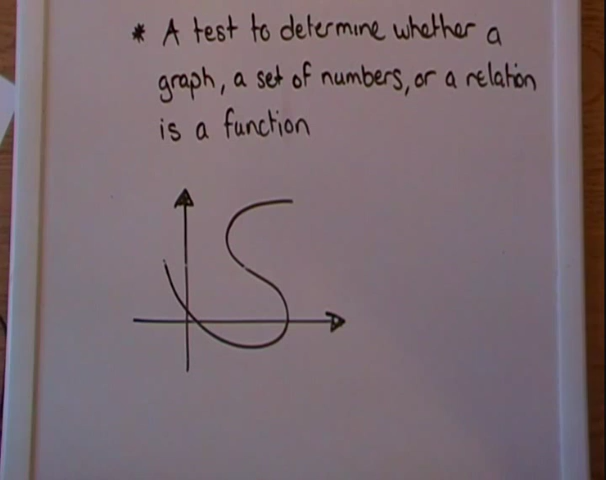 * A test to determine whether a
graph, a set of numbers, or a relation
is a function